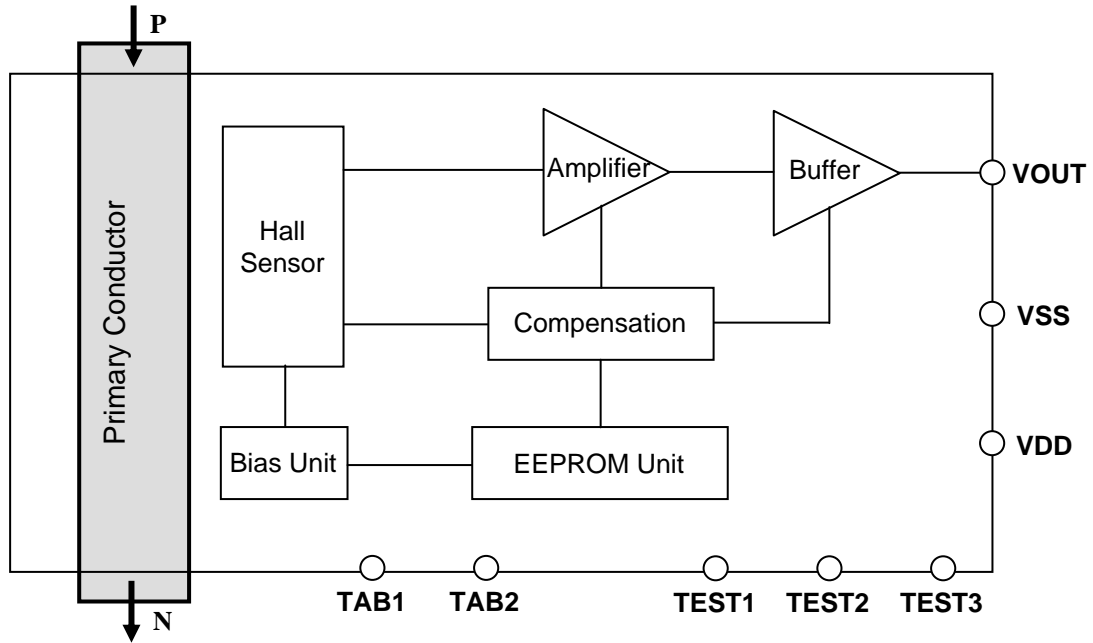 P
Primary Conductor
Hall
Sensor
Amplifier
Buffer
VOUT
Compensation
VSS
Bias Unit
EEPROM Unit
VDD
TAB1
TAB2
TEST1
TEST2
TEST3
N